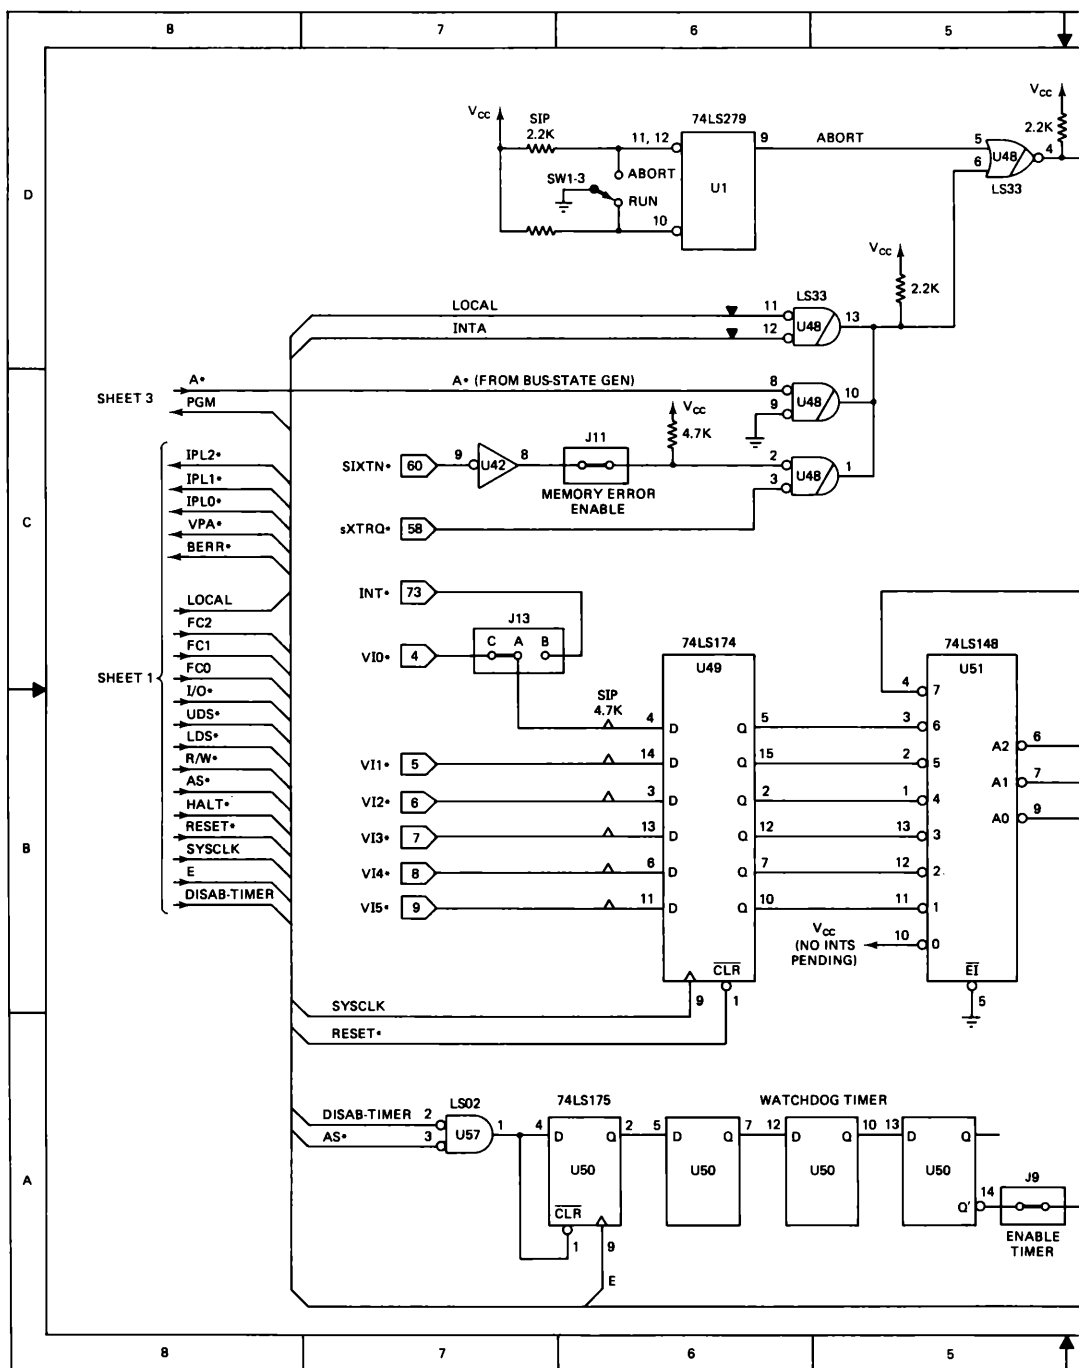 8 7 6 5
D
C
B
A
VCC
SIP
2.2K
11, 12
ABORT
SW1-3
RUN
10
74LS279
U1
9
ABORT
VCC
2.2K
5
6
U48
4
LS33
VCC
2.2K
LOCAL
INTA
11
12
LS33
U48
13
SHEET 3
A*
PGM
A* (FROM BUS-STATE GEN)
8
9
U48
10
VCC
4.7K
SIXTN*
60
9
U42
8
J11
MEMORY ERROR
ENABLE
2
3
U48
1
sXTRQ*
58
SHEET 1
IPL2*
IPL1*
IPL0*
VPA*
BERR*
LOCAL
FC2
FC1
FC0
I/O*
UDS*
LDS*
R/W*
AS*
HALT*
RESET*
SYSCLK
E
DISAB-TIMER
INT*
73
J13
C A B
VI0*
4
SIP
4.7K
VI1*
5
VI2*
6
VI3*
7
VI4*
8
VI5*
9
74LS174
U49
4 D Q 5
14 D Q 15
3 D Q 2
13 D Q 12
6 D Q 7
11 D Q 10
CLR
9
1
74LS148
U51
4 7
3 6
2 5
1 4
13 3
12 2
11 1
10 0
A2 6
A1 7
A0 9
EI
5
VCC
(NO INTS
PENDING)
SYSCLK
RESET*
DISAB-TIMER
AS*
2
3
LS02
U57
1
74LS175
4 D Q 2
U50
CLR
1
9
E
WATCHDOG TIMER
5 D Q 7
U50
12 D Q 10
U50
13 D Q
U50
Q'
14
J9
ENABLE
TIMER
8 7 6 5